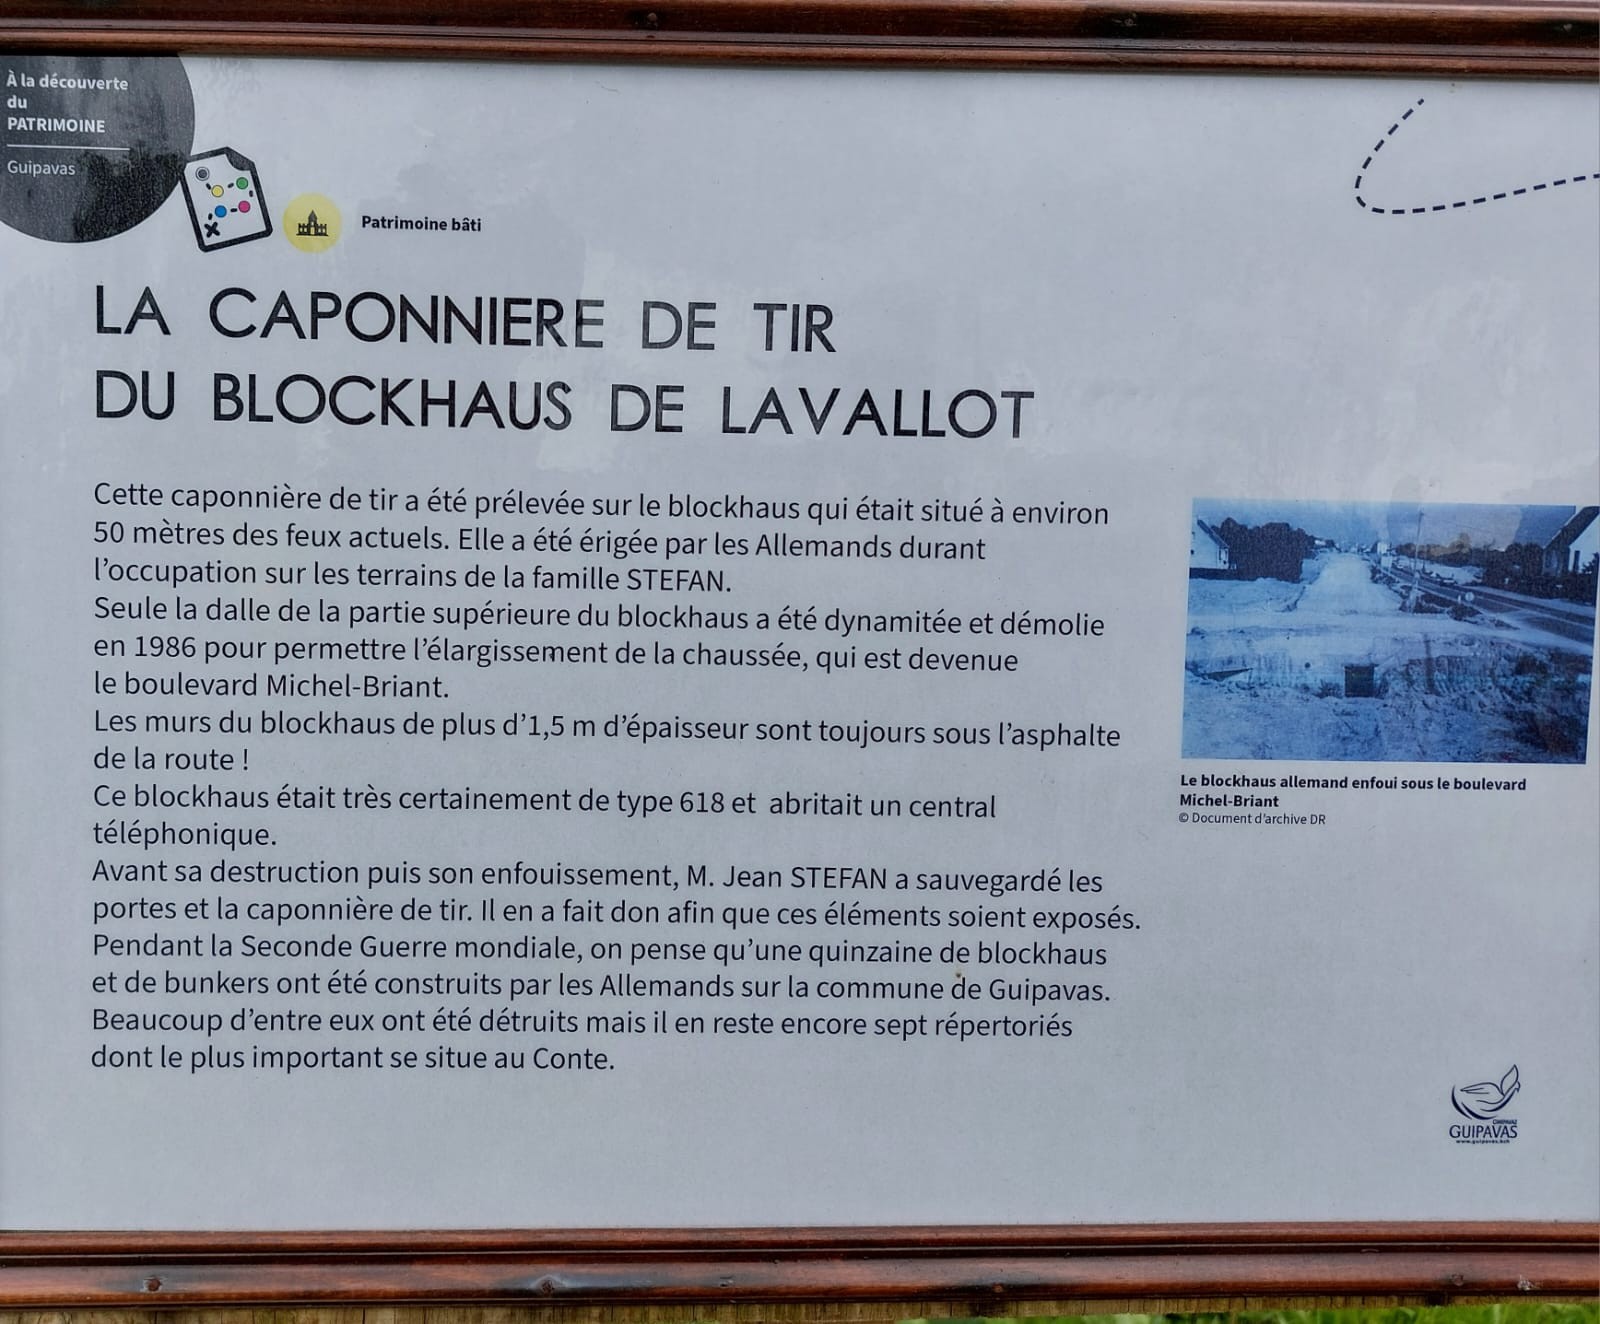 À la découverte
du
PATRIMOINE
Guipavas
Patrimoine bâti
LA CAPONNIERE DE TIR
DU BLOCKHAUS DE LAVALLOT
Cette caponnière de tir a été prélevée sur le blockhaus qui était situé à environ
50 mètres des feux actuels. Elle a été érigée par les Allemands durant
l'occupation sur les terrains de la famille STEFAN.
Seule la dalle de la partie supérieure du blockhaus a été dynamitée et démolie
en 1986 pour permettre l'élargissement de la chaussée, qui est devenue
le boulevard Michel-Briant.
Les murs du blockhaus de plus d'1,5 m d'épaisseur sont toujours sous l'asphalte
de la route !
Ce blockhaus était très certainement de type 618 et abritait un central
téléphonique.
Avant sa destruction puis son enfouissement, M. Jean STEFAN a sauvegardé les
portes et la caponnière de tir. Il en a fait don afin que ces éléments soient exposés.
Pendant la Seconde Guerre mondiale, on pense qu'une quinzaine de blockhaus
et de bunkers ont été construits par les Allemands sur la commune de Guipavas.
Beaucoup d'entre eux ont été détruits mais il en reste encore sept répertoriés
dont le plus important se situe au Conte.
Le blockhaus allemand enfoui sous le boulevard
Michel-Briant
© Document d'archive DR
GUIPAVAS